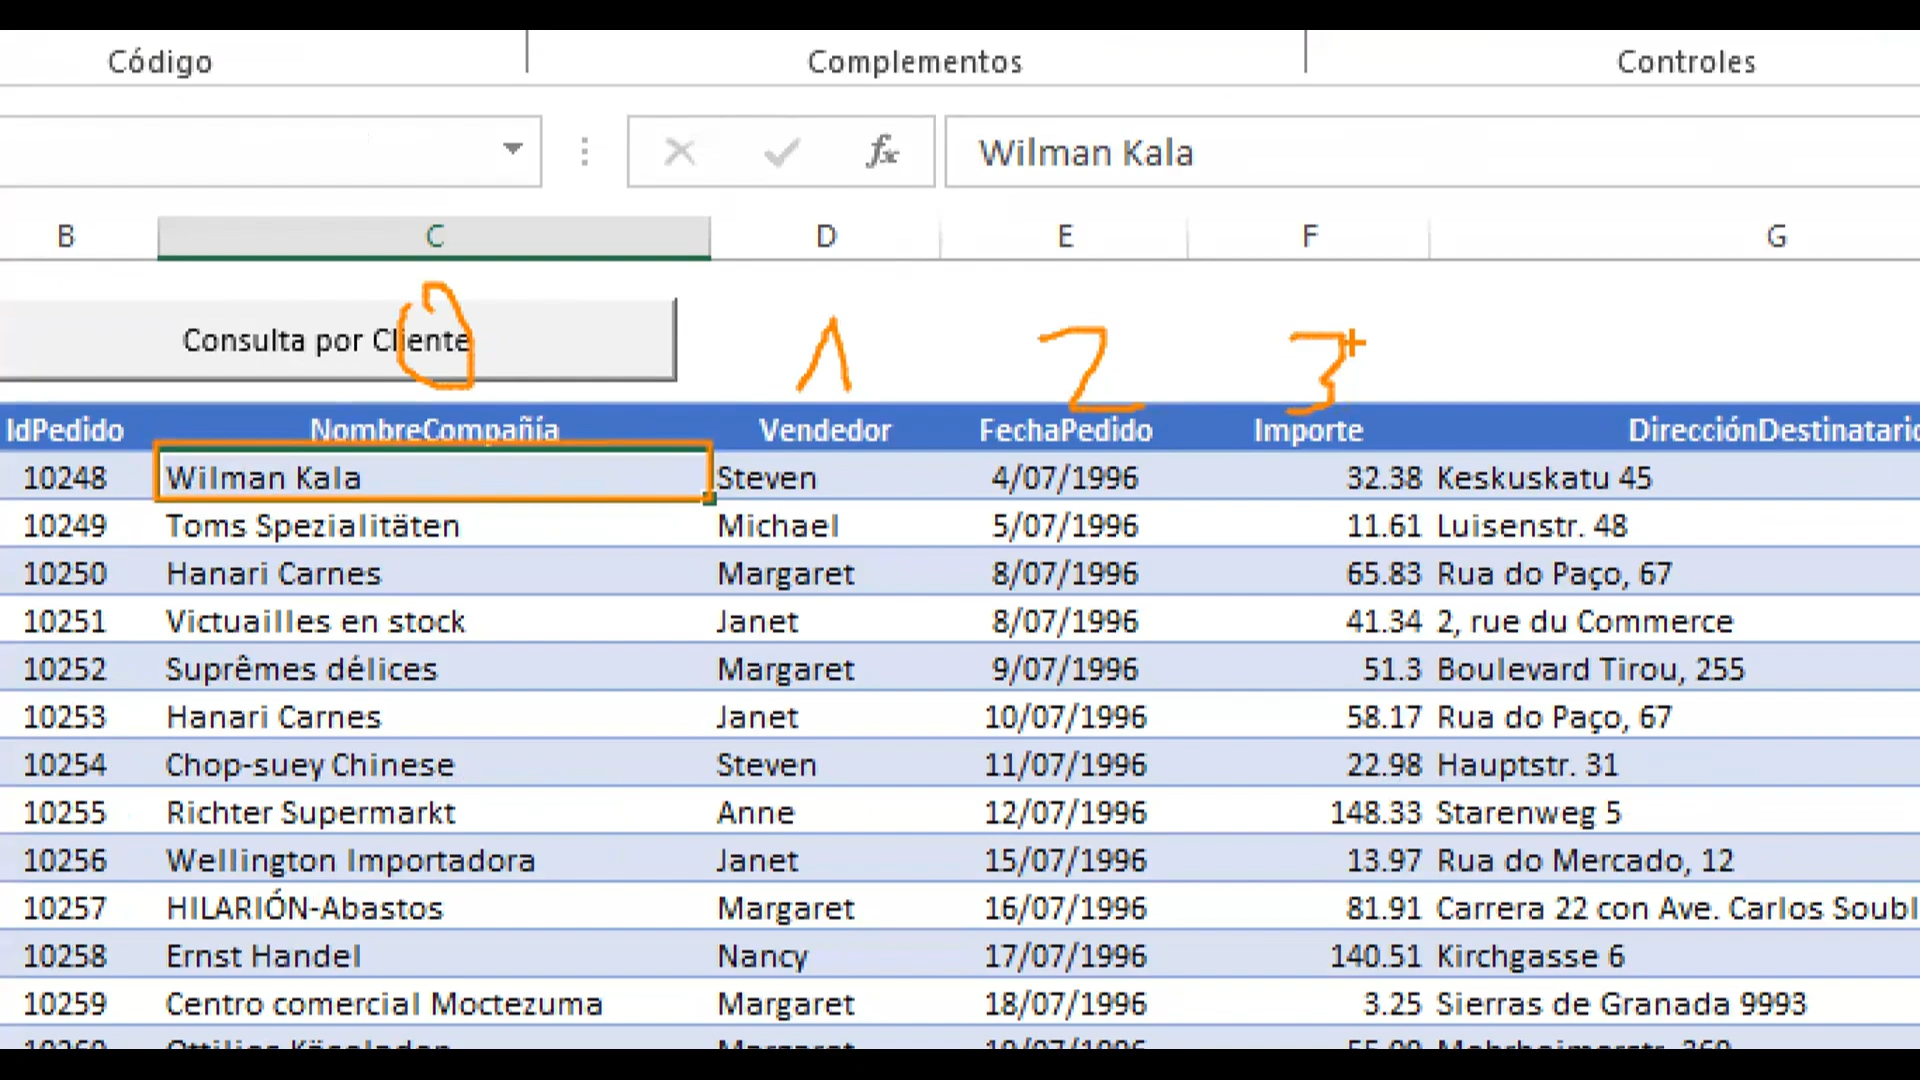 Código Complementos Controles
fx Wilman Kala
B C D E F G
Consulta por Cliente
0 1 2 3
IdPedido NombreCompañia Vendedor FechaPedido Importe DirecciónDestinatario
10248 Wilman Kala Steven 4/07/1996 32.38 Keskuskatu 45
10249 Toms Spezialitäten Michael 5/07/1996 11.61 Luisenstr. 48
10250 Hanari Carnes Margaret 8/07/1996 65.83 Rua do Paço, 67
10251 Victuailles en stock Janet 8/07/1996 41.34 2, rue du Commerce
10252 Suprêmes délices Margaret 9/07/1996 51.3 Boulevard Tirou, 255
10253 Hanari Carnes Janet 10/07/1996 58.17 Rua do Paço, 67
10254 Chop-suey Chinese Steven 11/07/1996 22.98 Hauptstr. 31
10255 Richter Supermarkt Anne 12/07/1996 148.33 Starenweg 5
10256 Wellington Importadora Janet 15/07/1996 13.97 Rua do Mercado, 12
10257 HILARIÓN-Abastos Margaret 16/07/1996 81.91 Carrera 22 con Ave. Carlos Soubl
10258 Ernst Handel Nancy 17/07/1996 140.51 Kirchgasse 6
10259 Centro comercial Moctezuma Margaret 18/07/1996 3.25 Sierras de Granada 9993